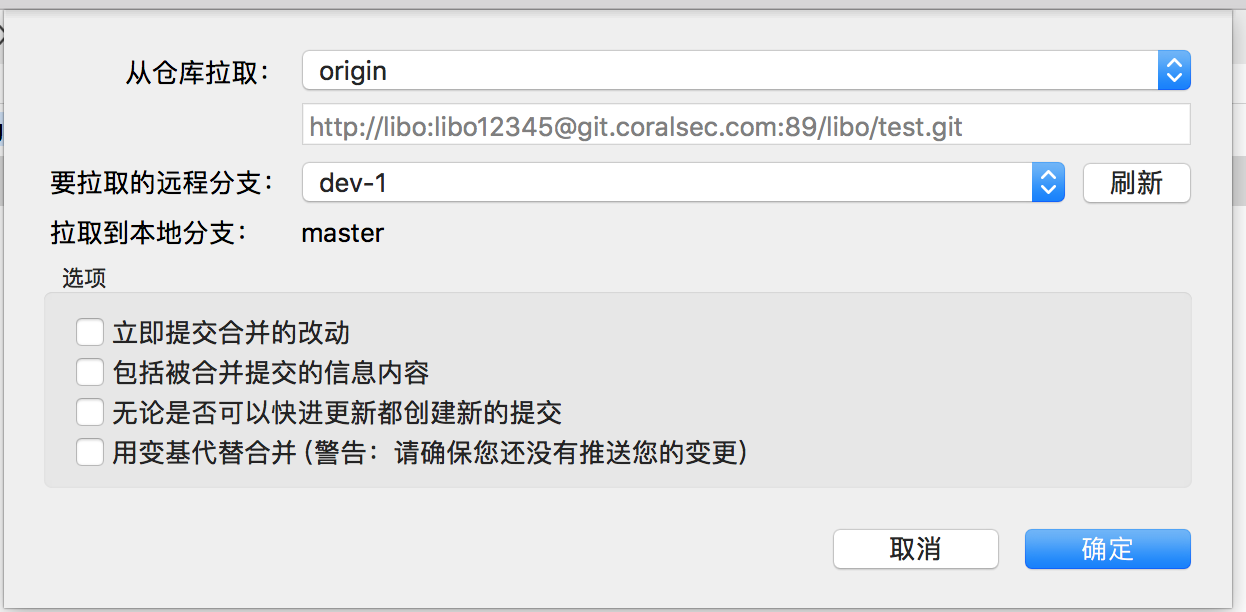 从仓库拉取： origin
http://libo:libo12345@git.coralsec.com:89/libo/test.git
要拉取的远程分支： dev-1 刷新
拉取到本地分支： master
选项
立即提交合并的改动
包括被合并提交的信息内容
无论是否可以快进更新都创建新的提交
用变基代替合并 (警告：请确保您还没有推送您的变更)
取消 确定